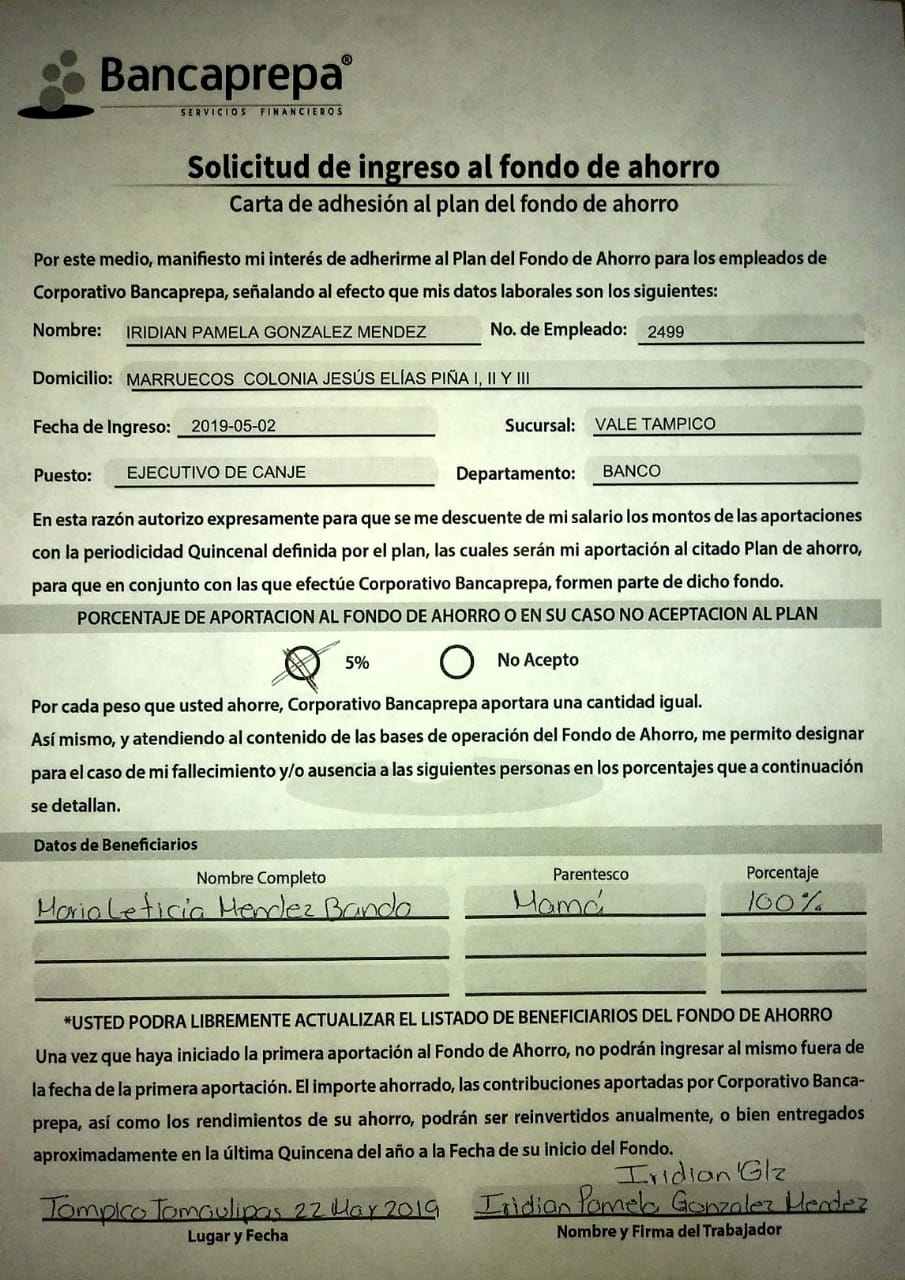 Bancaprepa®
SERVICIOS FINANCIEROS
Solicitud de ingreso al fondo de ahorro
Carta de adhesión al plan del fondo de ahorro
Por este medio, manifiesto mi interés de adherirme al Plan del Fondo de Ahorro para los empleados de
Corporativo Bancaprepa, señalando al efecto que mis datos laborales son los siguientes:
Nombre: IRIDIAN PAMELA GONZALEZ MENDEZ No. de Empleado: 2499
Domicilio: MARRUECOS COLONIA JESÚS ELÍAS PIÑA I, II Y III
Fecha de Ingreso: 2019-05-02 Sucursal: VALE TAMPICO
Puesto: EJECUTIVO DE CANJE Departamento: BANCO
En esta razón autorizo expresamente para que se me descuente de mi salario los montos de las aportaciones
con la periodicidad Quincenal definida por el plan, las cuales serán mi aportación al citado Plan de ahorro,
para que en conjunto con las que efectúe Corporativo Bancaprepa, formen parte de dicho fondo.
PORCENTAJE DE APORTACION AL FONDO DE AHORRO O EN SU CASO NO ACEPTACION AL PLAN
5% No Acepto
Por cada peso que usted ahorre, Corporativo Bancaprepa aportara una cantidad igual.
Así mismo, y atendiendo al contenido de las bases de operación del Fondo de Ahorro, me permito designar
para el caso de mi fallecimiento y/o ausencia a las siguientes personas en los porcentajes que a continuación
se detallan.
Datos de Beneficiarios
Nombre Completo Parentesco Porcentaje
Maria Leticia Mendez Banda Mamá 100%
*USTED PODRA LIBREMENTE ACTUALIZAR EL LISTADO DE BENEFICIARIOS DEL FONDO DE AHORRO
Una vez que haya iniciado la primera aportación al Fondo de Ahorro, no podrán ingresar al mismo fuera de
la fecha de la primera aportación. El importe ahorrado, las contribuciones aportadas por Corporativo Banca-
prepa, así como los rendimientos de su ahorro, podrán ser reinvertidos anualmente, o bien entregados
aproximadamente en la última Quincena del año a la Fecha de su inicio del Fondo.
Iridian Glz
Tampico Tamaulipas 22 May 2019 Iridian Pamela Gonzalez Mendez
Lugar y Fecha Nombre y Firma del Trabajador